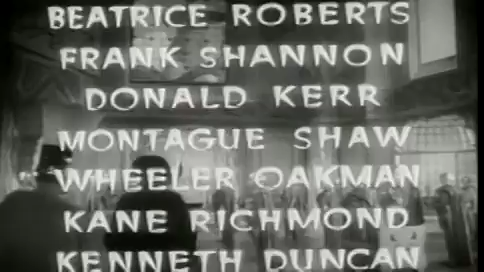 BEATRICE ROBERTS
FRANK SHANNON
DONALD KERR
MONTAGUE SHAW
WHEELER OAKMAN
KANE RICHMOND
KENNETH DUNCAN